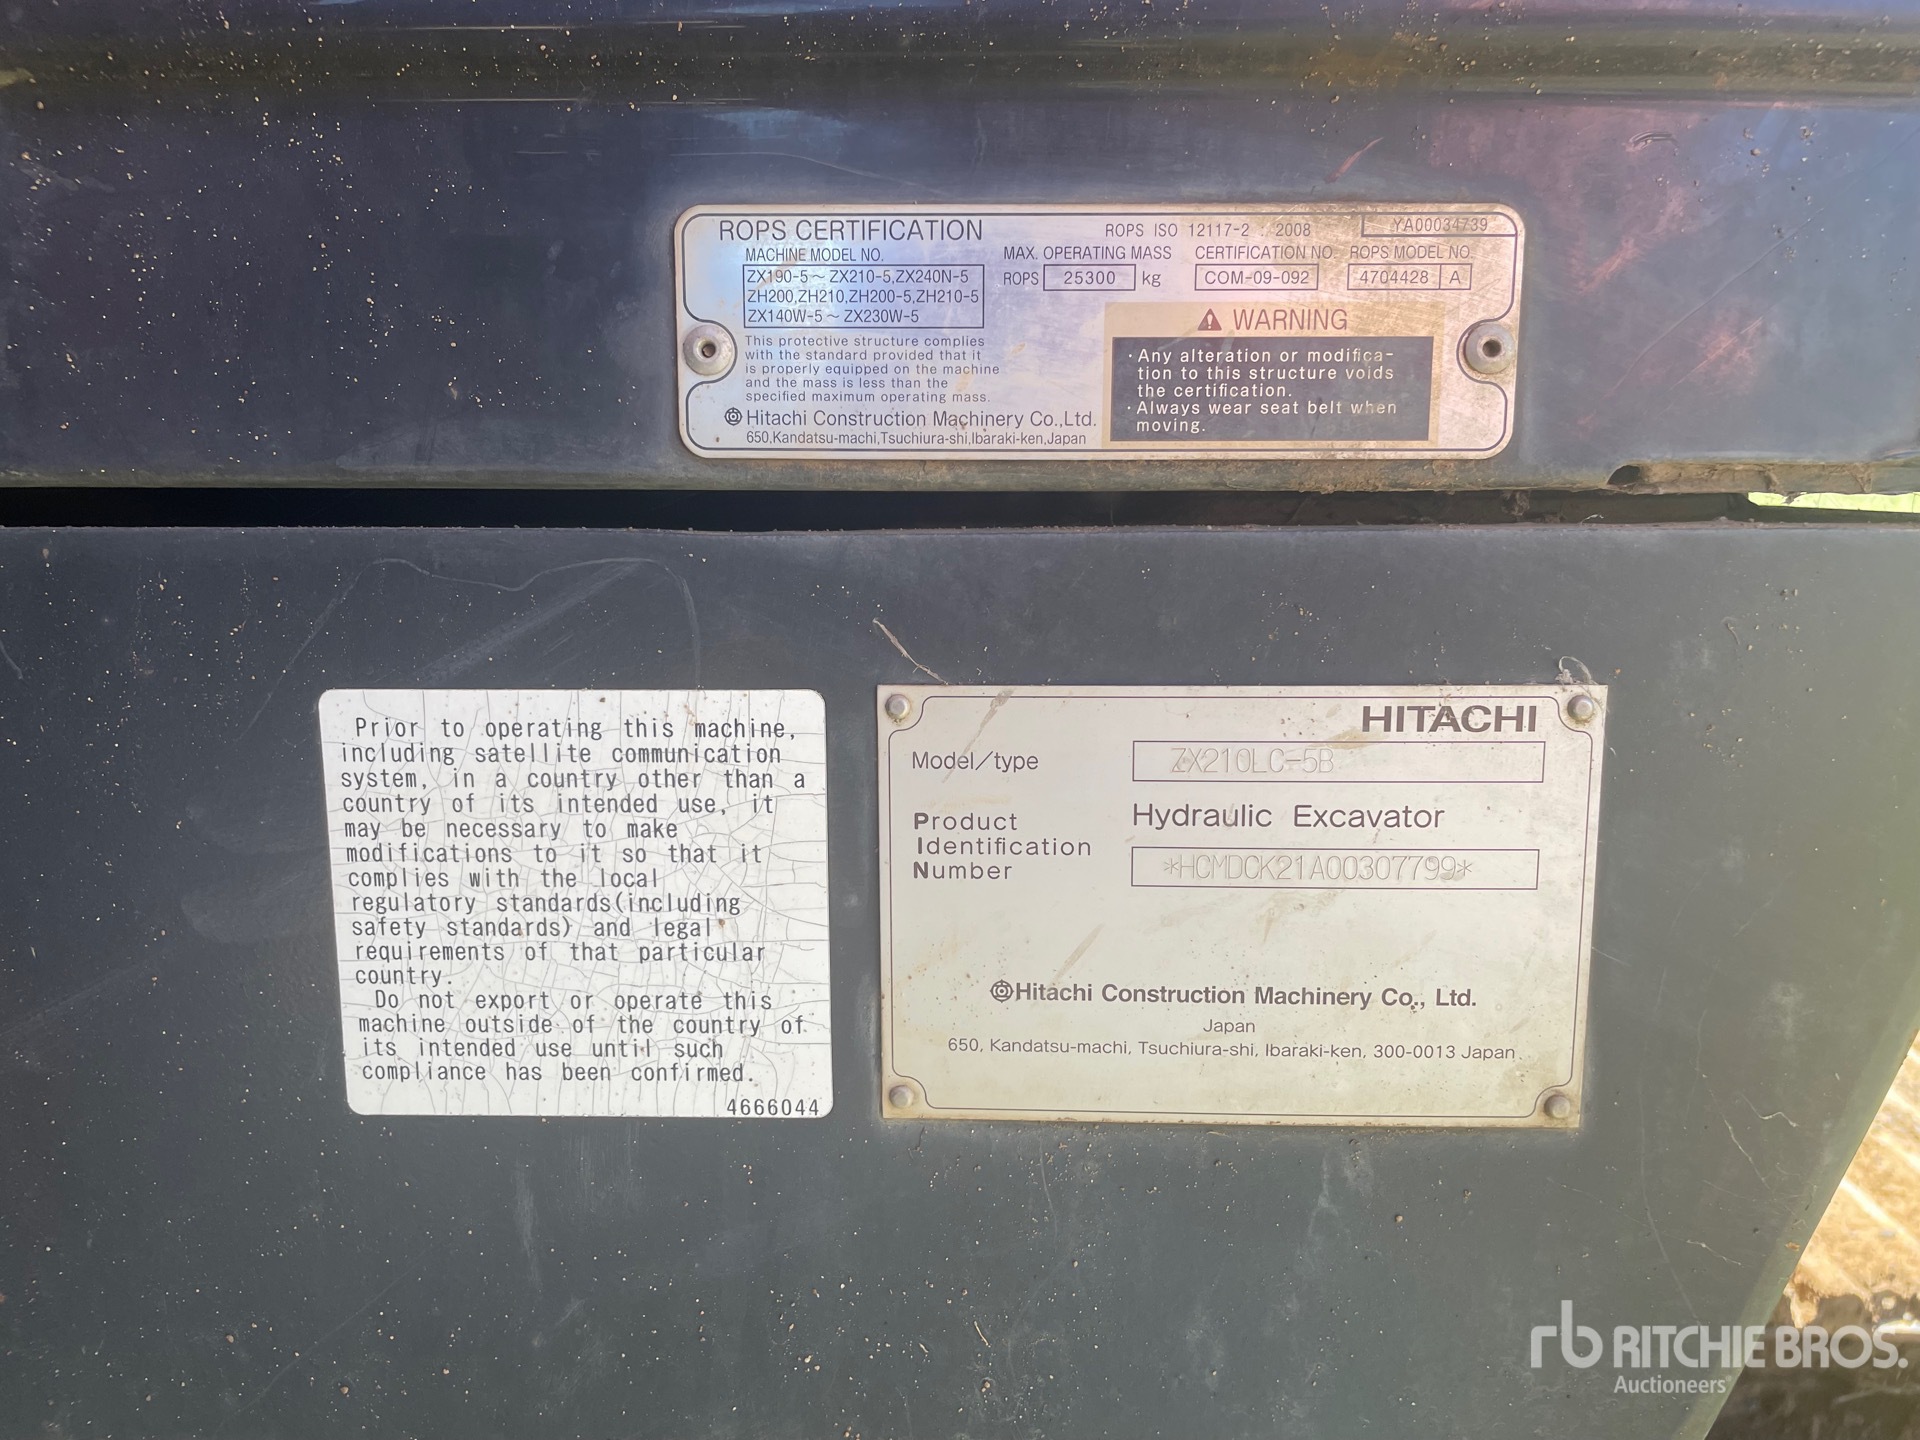 ROPS CERTIFICATION
ROPS ISO 12117-2 : 2008
YA00034739
MACHINE MODEL NO.
ZX190-5～ZX210-5,ZX240N-5
ZH200,ZH210,ZH200-5,ZH210-5
ZX140W-5～ZX230W-5
MAX. OPERATING MASS
ROPS 25300 kg
CERTIFICATION NO.
COM-09-092
ROPS MODEL NO.
4704428 A
This protective structure complies
with the standard provided that it
is properly equipped on the machine
and the mass is less than the
specified maximum operating mass.
Hitachi Construction Machinery Co.,Ltd.
650,Kandatsu-machi,Tsuchiura-shi,Ibaraki-ken,Japan
WARNING
・Any alteration or modifica-
tion to this structure voids
the certification.
・Always wear seat belt when
moving.
Prior to operating this machine,
including satellite communication
system, in a country other than a
country of its intended use, it
may be necessary to make
modifications to it so that it
complies with the local
regulatory standards(including
safety standards) and legal
requirements of that particular
country.
Do not export or operate this
machine outside of the country of
its intended use until such
compliance has been confirmed.
4666044
HITACHI
Model/type ZX210LC-5B
Hydraulic Excavator
Product
Identification
Number *HCMDCK21A00307799*
Hitachi Construction Machinery Co., Ltd.
Japan
650, Kandatsu-machi, Tsuchiura-shi, Ibaraki-ken, 300-0013 Japan
rb RITCHIE BROS.
Auctioneers